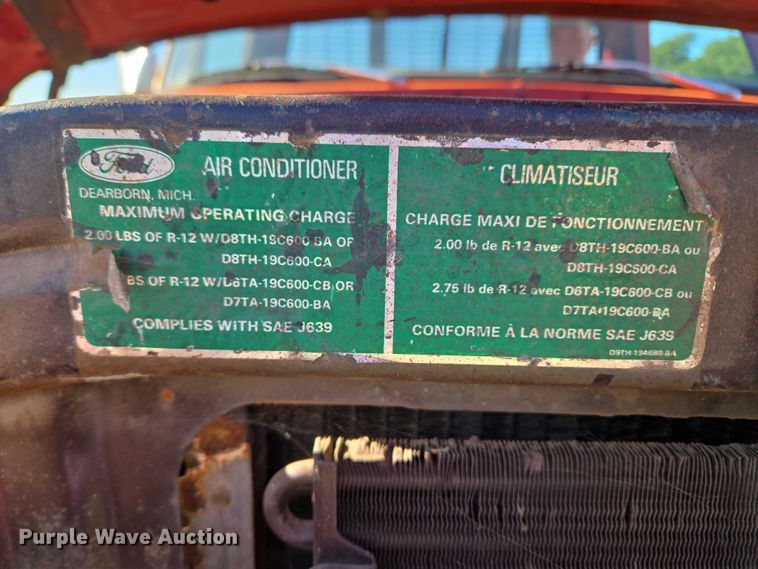 Ford
AIR CONDITIONER
DEARBORN, MICH.
MAXIMUM OPERATING CHARGE
2.00 LBS OF R-12 W/D8TH-19C600-BA OR
D8TH-19C600-CA
BS OF R-12 W/D6TA-19C600-CB OR
D7TA-19C600-BA
COMPLIES WITH SAE J639
CLIMATISEUR
CHARGE MAXI DE FONCTIONNEMENT
2.00 lb de R-12 avec D8TH-19C600-BA ou
D8TH-19C600-CA
2.75 lb de R-12 avec D6TA-19C600-CB ou
D7TA-19C600-BA
CONFORME À LA NORME SAE J639
D9TH-19A688-BA
Purple Wave Auction